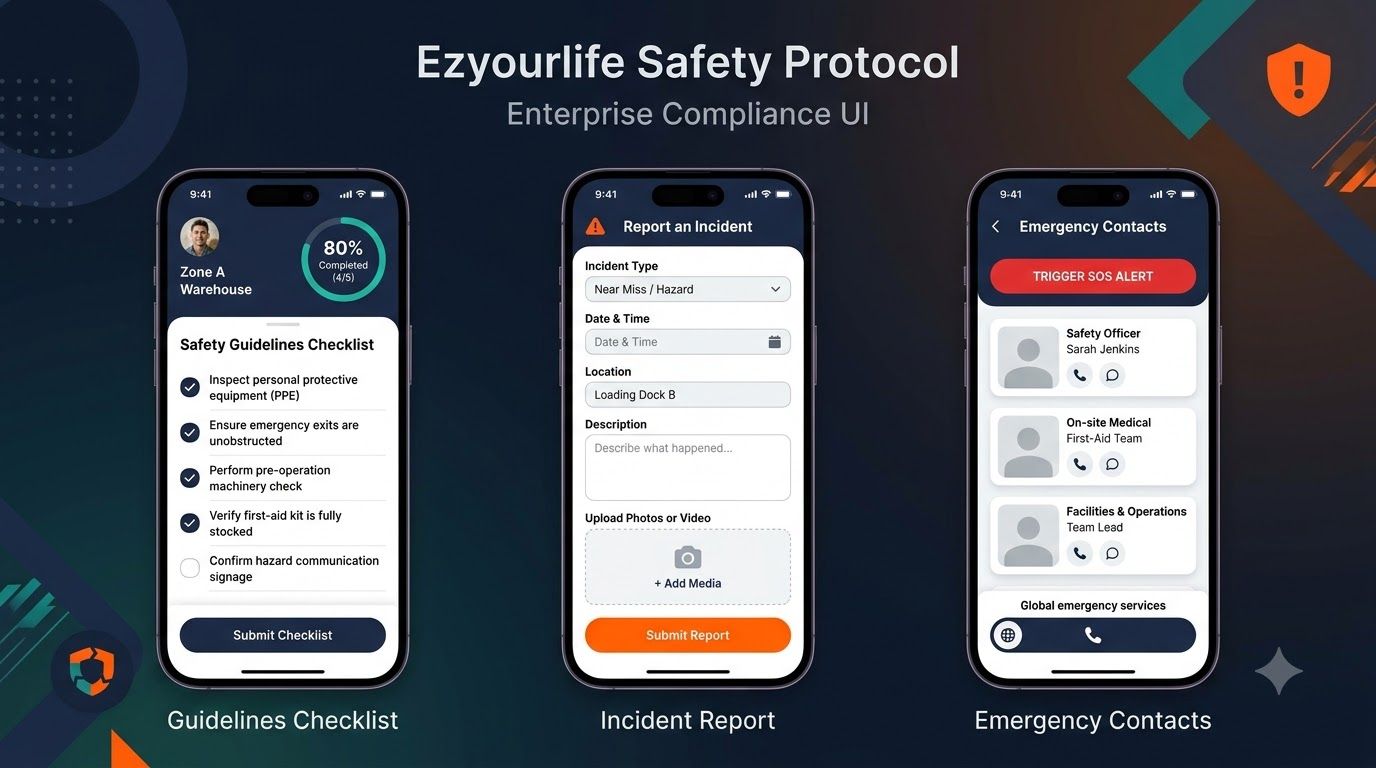 Ezyourlife Safety Protocol
Enterprise Compliance UI
9:41
80%
Completed
(4/5)
Zone A
Warehouse
Safety Guidelines Checklist
Inspect personal protective
equipment (PPE)
Ensure emergency exits are
unobstructed
Perform pre-operation
machinery check
Verify first-aid kit is fully
stocked
Confirm hazard communication
signage
Submit Checklist
Guidelines Checklist
9:41
Report an Incident
Incident Type
Near Miss / Hazard
Date & Time
Date & Time
Location
Loading Dock B
Description
Describe what happened...
Upload Photos or Video
+ Add Media
Submit Report
Incident Report
9-41
Emergency Contacts
TRIGGER SOS ALERT
Safety Officer
Sarah Jenkins
On-site Medical
First-Aid Team
Facilities & Operations
Team Lead
Global emergency services
Emergency Contacts